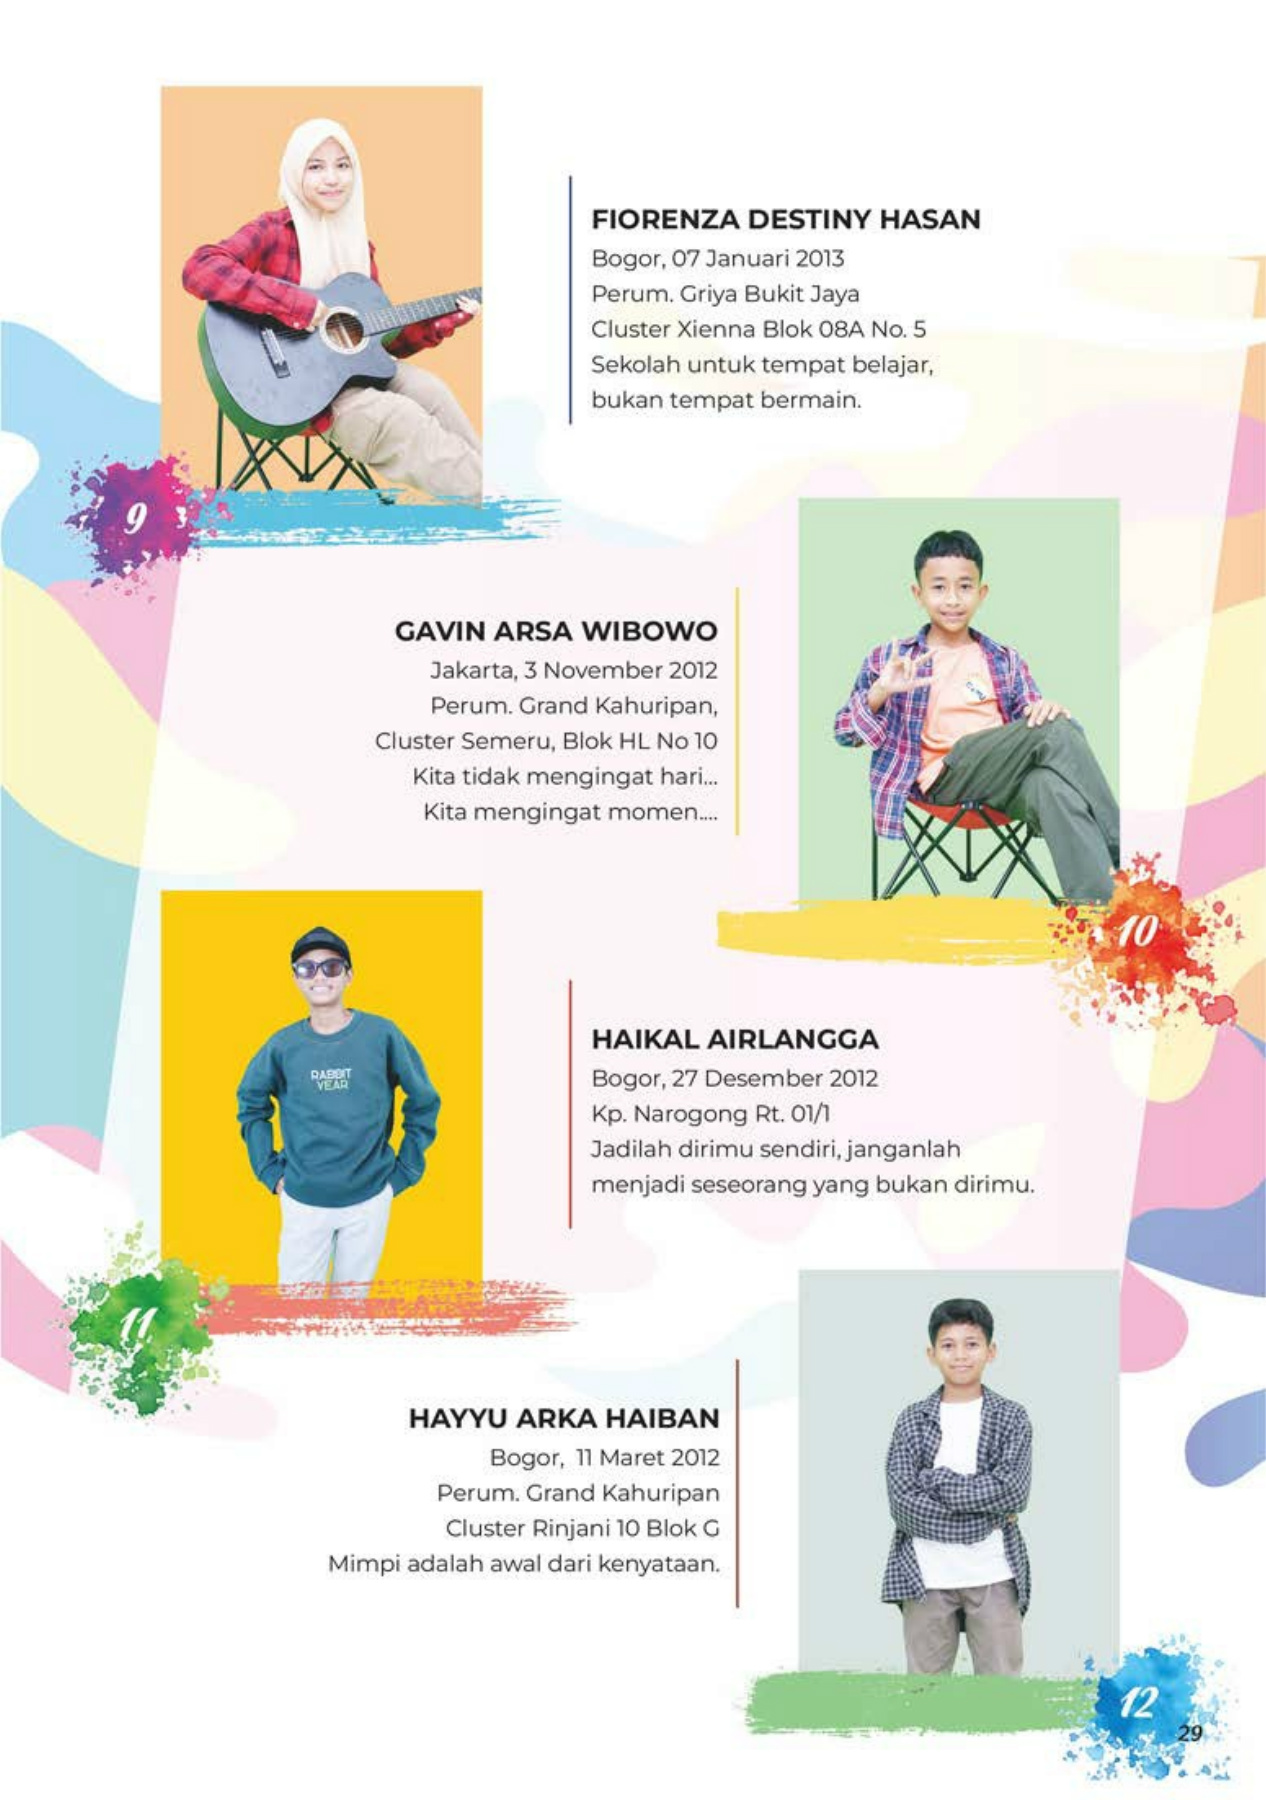 FIORENZA DESTINY HASAN
Bogor, 07 Januari 2013
Perum. Griya Bukit Jaya
Cluster Xienna Blok 08A No. 5
Sekolah untuk tempat belajar,
bukan tempat bermain.
9
GAVIN ARSA WIBOWO
Jakarta, 3 November 2012
Perum. Grand Kahuripan,
Cluster Semeru, Blok HL No 10
Kita tidak mengingat hari...
Kita mengingat momen....
10
RABBIT
YEAR
HAIKAL AIRLANGGA
Bogor, 27 Desember 2012
Kp. Narogong Rt. 01/1
Jadilah dirimu sendiri, janganlah
menjadi seseorang yang bukan dirimu.
11
HAYYU ARKA HAIBAN
Bogor, 11 Maret 2012
Perum. Grand Kahuripan
Cluster Rinjani 10 Blok G
Mimpi adalah awal dari kenyataan.
12
29